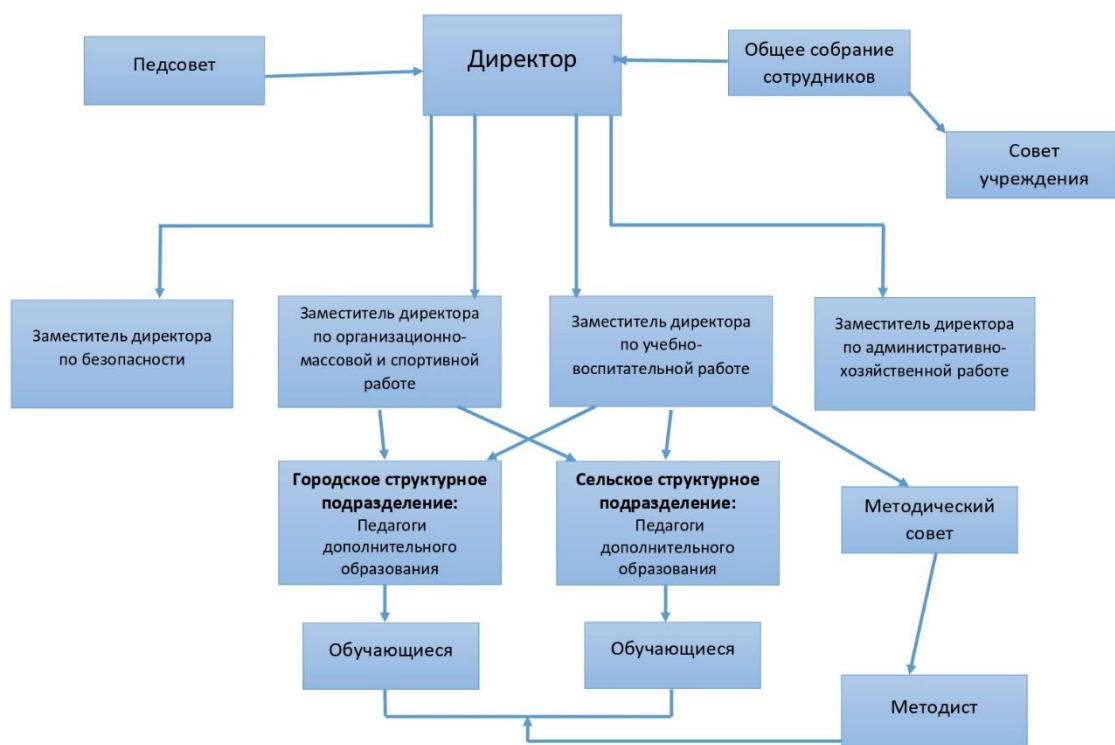 Педсовет
Директор
Общее собрание
сотрудников
Совет
учреждения
Заместитель директора
по безопасности
Заместитель директора
по организационно-
массовой и спортивной
работе
Заместитель директора
по учебно-
воспитательной работе
Заместитель директора
по административно-
хозяйственной работе
Городское структурное
подразделение:
Педагоги
дополнительного
образования
Сельское структурное
подразделение:
Педагоги
дополнительного
образования
Методический
совет
Обучающиеся
Обучающиеся
Методист